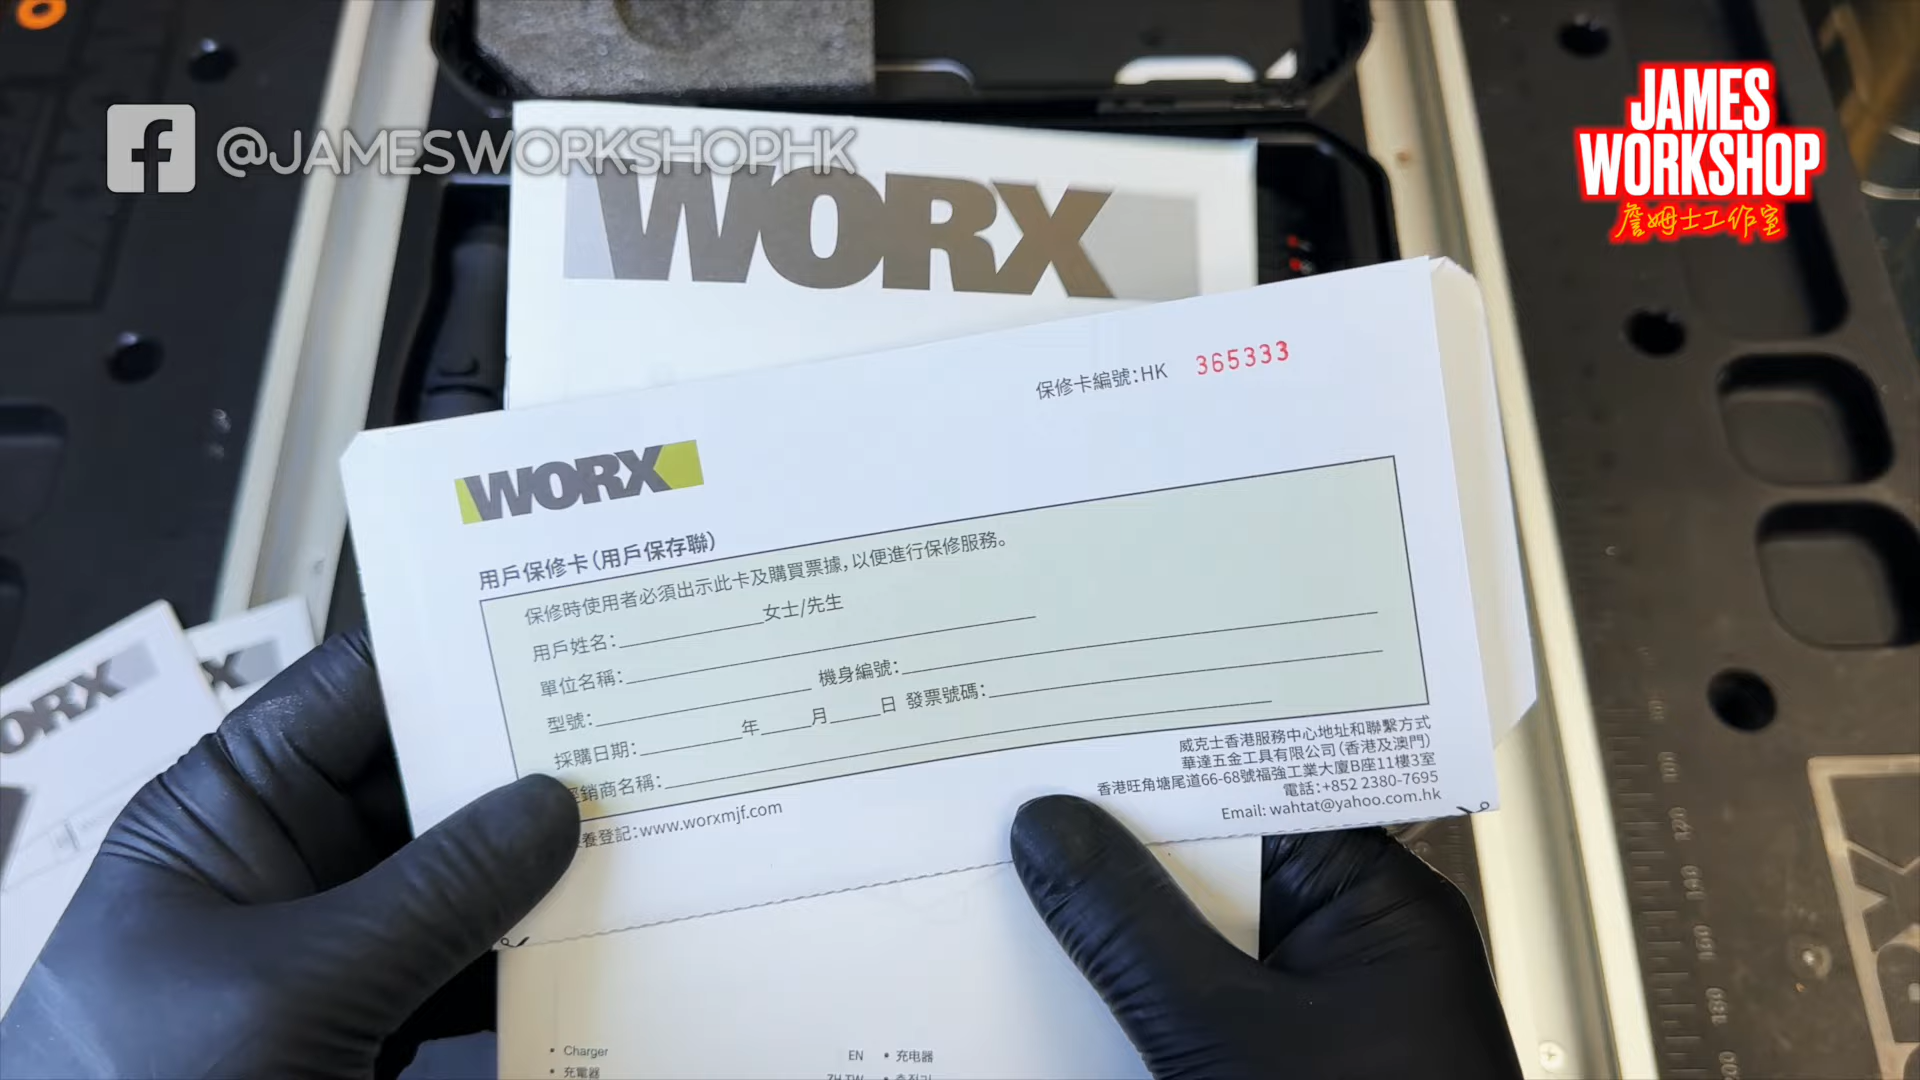 @JAMESWORKSHOPHK
JAMES
WORKSHOP
詹姆士工作室
WORX
保修卡編號：HK 365333
WORX
用戶保修卡（用戶保存聯）
保修時使用者必須出示此卡及購買票據，以便進行保修服務。
用戶姓名：女士/先生
單位名稱：
型號： 機身編號：
採購日期：年月日 發票號碼：
銷商名稱：
養登記：www.worxmjf.com
威克士香港服務中心地址和聯繫方式
華達五金工具有限公司（香港及澳門）
香港旺角塘尾道66-68號福強工業大廈B座11樓3室
電話：+852 2380-7695
Email: wahtat@yahoo.com.hk
ORX
• Charger EN • 充电器
• 充電器 ZH TW